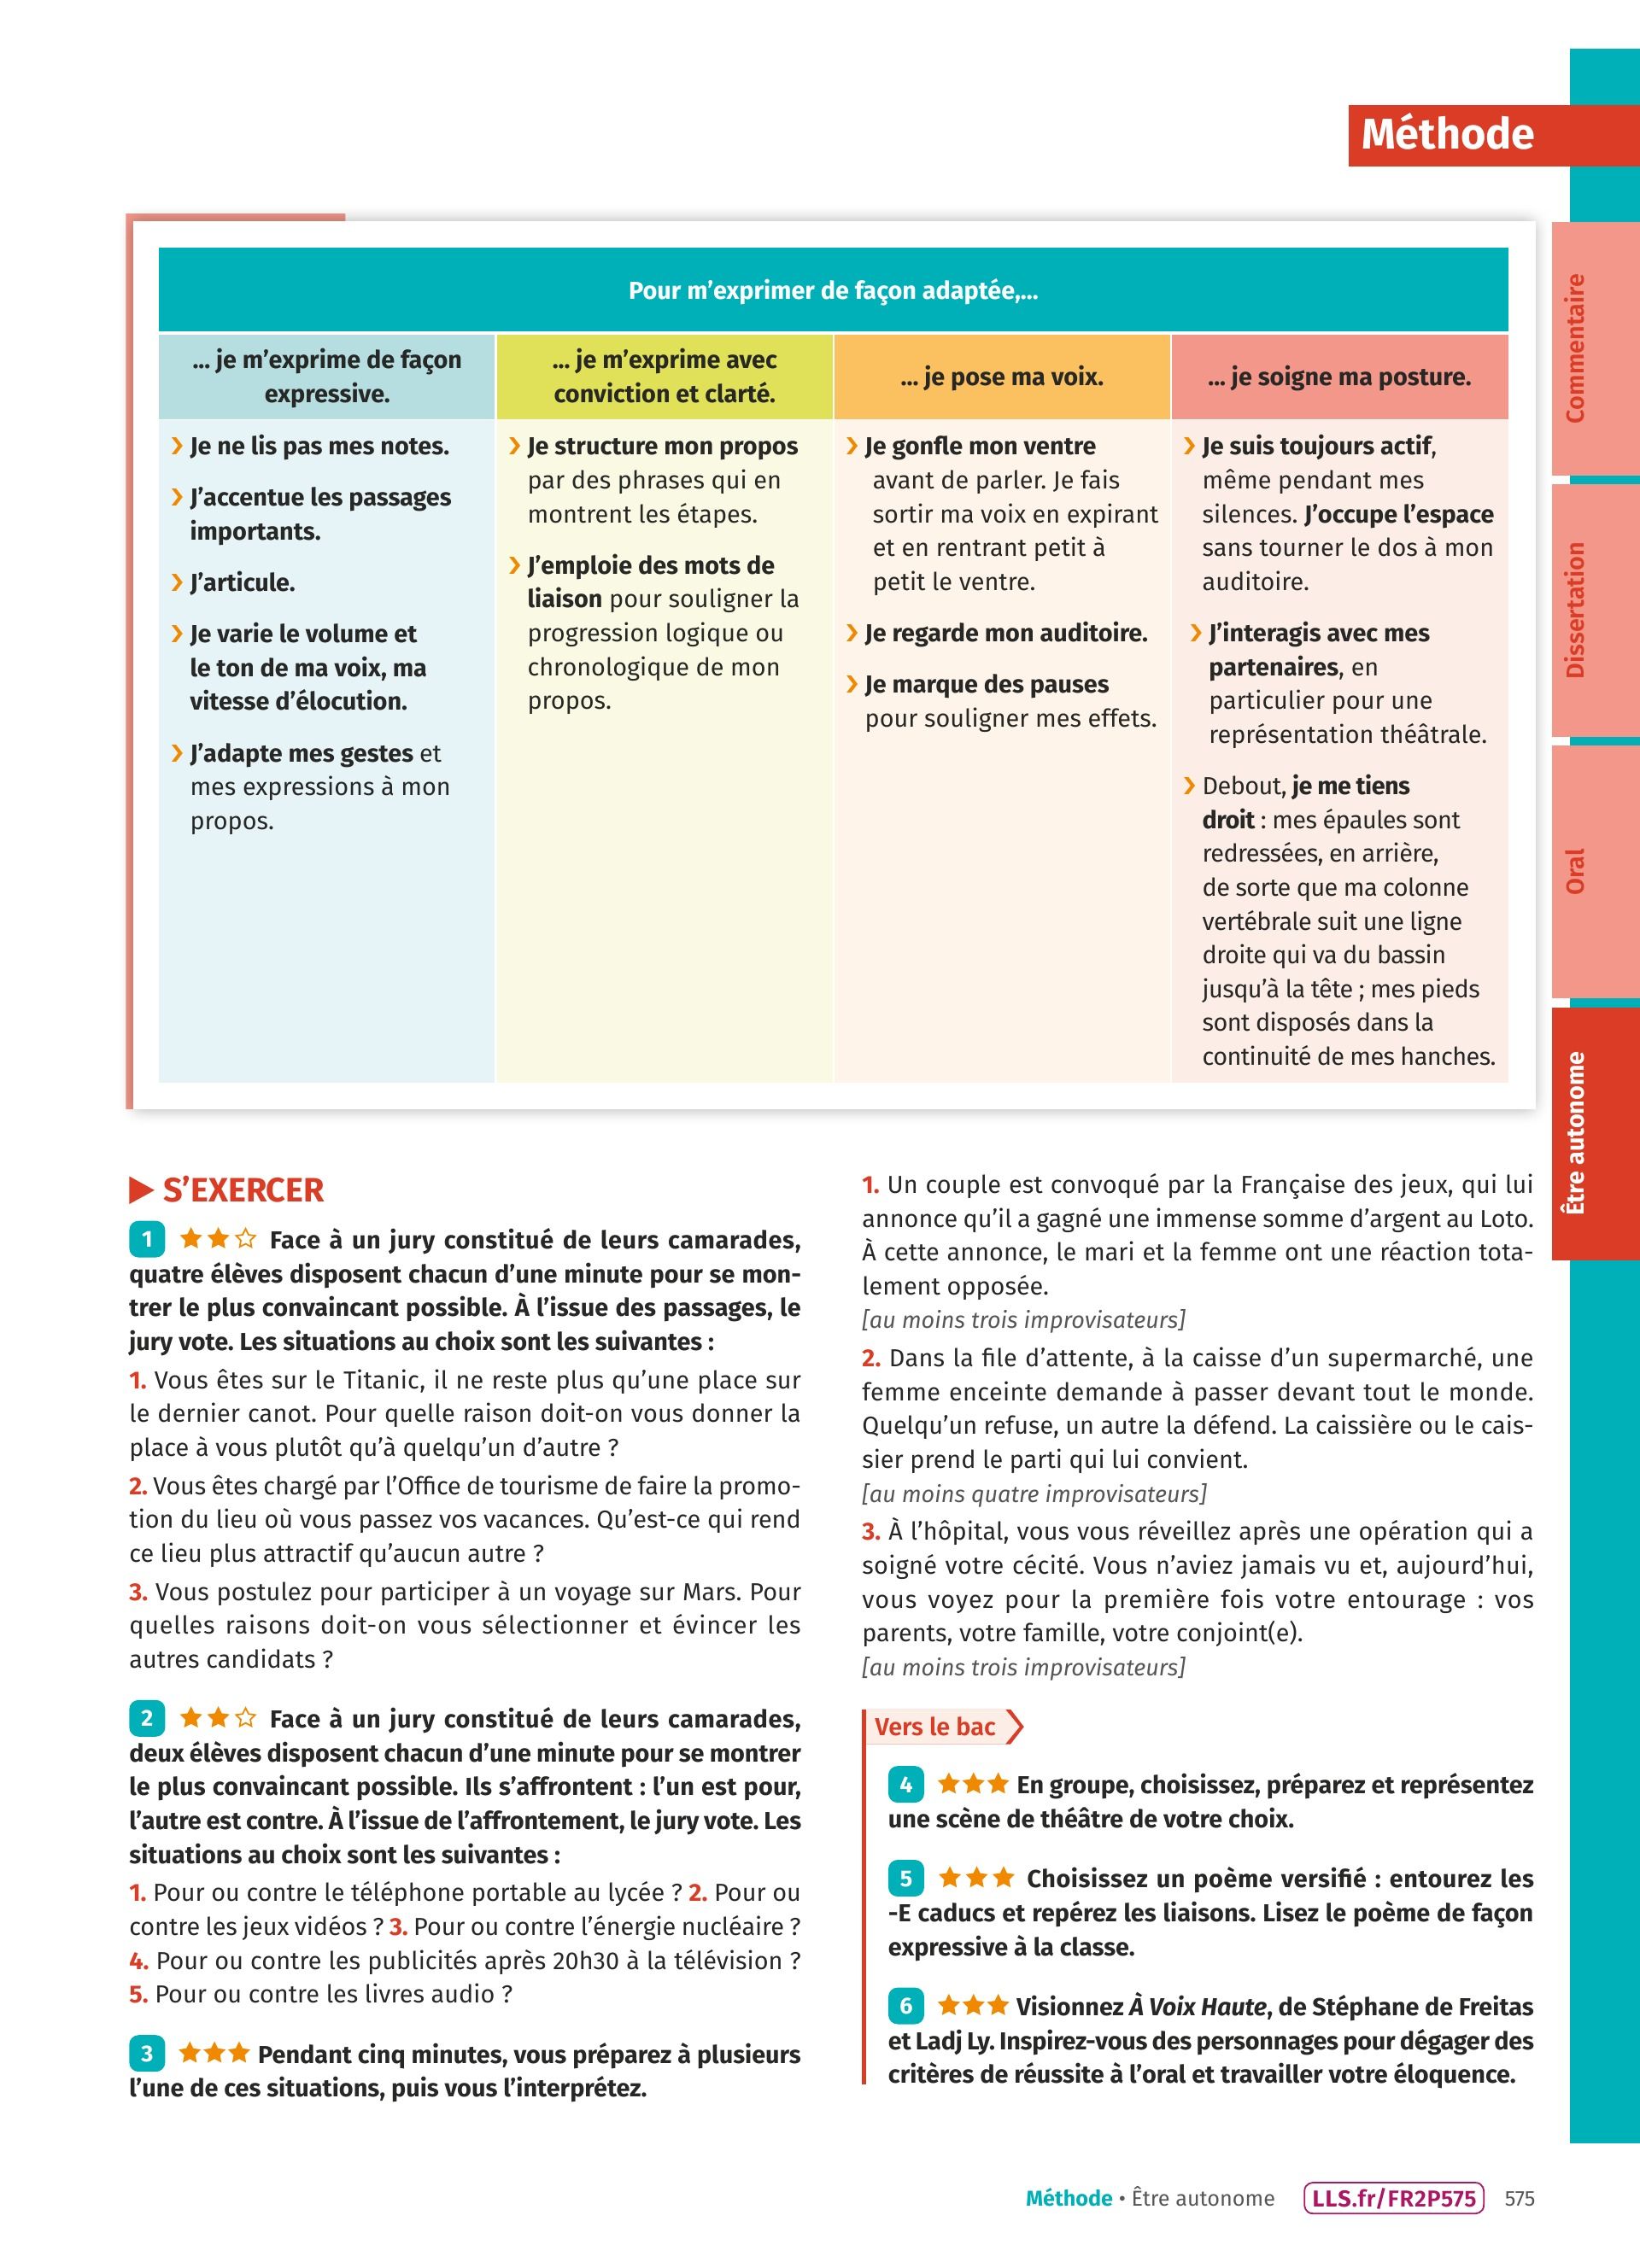 Méthode
Pour m'exprimer de façon adaptée,...
... je m'exprime de façon
expressive.
❯ Je ne lis pas mes notes.
❯ J'accentue les passages
importants.
❯ J'articule.
❯ Je varie le volume et
le ton de ma voix, ma
vitesse d'élocution.
❯ J'adapte mes gestes et
mes expressions à mon
propos.
... je m'exprime avec
conviction et clarté.
❯ Je structure mon propos
par des phrases qui en
montrent les étapes.
❯ J'emploie des mots de
liaison pour souligner la
progression logique ou
chronologique de mon
propos.
... je pose ma voix.
❯ Je gonfle mon ventre
avant de parler. Je fais
sortir ma voix en expirant
et en rentrant petit à
petit le ventre.
❯ Je regarde mon auditoire.
❯ Je marque des pauses
pour souligner mes effets.
... je soigne ma posture.
❯ Je suis toujours actif,
même pendant mes
silences. J'occupe l'espace
sans tourner le dos à mon
auditoire.
❯ J'interagis avec mes
partenaires, en
particulier pour une
représentation théâtrale.
❯ Debout, je me tiens
droit : mes épaules sont
redressées, en arrière,
de sorte que ma colonne
vertébrale suit une ligne
droite qui va du bassin
jusqu'à la tête ; mes pieds
sont disposés dans la
continuité de mes hanches.
Commentaire
Dissertation
Oral
Être autonome
▶ S'EXERCER
1 ★★☆ Face à un jury constitué de leurs camarades,
quatre élèves disposent chacun d'une minute pour se mon-
trer le plus convaincant possible. À l'issue des passages, le
jury vote. Les situations au choix sont les suivantes :
1. Vous êtes sur le Titanic, il ne reste plus qu'une place sur
le dernier canot. Pour quelle raison doit-on vous donner la
place à vous plutôt qu'à quelqu'un d'autre ?
2. Vous êtes chargé par l'Office de tourisme de faire la promo-
tion du lieu où vous passez vos vacances. Qu'est-ce qui rend
ce lieu plus attractif qu'aucun autre ?
3. Vous postulez pour participer à un voyage sur Mars. Pour
quelles raisons doit-on vous sélectionner et évincer les
autres candidats ?
2 ★★☆ Face à un jury constitué de leurs camarades,
deux élèves disposent chacun d'une minute pour se montrer
le plus convaincant possible. Ils s'affrontent : l'un est pour,
l'autre est contre. À l'issue de l'affrontement, le jury vote. Les
situations au choix sont les suivantes :
1. Pour ou contre le téléphone portable au lycée ? 2. Pour ou
contre les jeux vidéos ? 3. Pour ou contre l'énergie nucléaire ?
4. Pour ou contre les publicités après 20h30 à la télévision ?
5. Pour ou contre les livres audio ?
3 ★★★ Pendant cinq minutes, vous préparez à plusieurs
l'une de ces situations, puis vous l'interprétez.
1. Un couple est convoqué par la Française des jeux, qui lui
annonce qu'il a gagné une immense somme d'argent au Loto.
À cette annonce, le mari et la femme ont une réaction tota-
lement opposée.
[au moins trois improvisateurs]
2. Dans la file d'attente, à la caisse d'un supermarché, une
femme enceinte demande à passer devant tout le monde.
Quelqu'un refuse, un autre la défend. La caissière ou le cais-
sier prend le parti qui lui convient.
[au moins quatre improvisateurs]
3. À l'hôpital, vous vous réveillez après une opération qui a
soigné votre cécité. Vous n'aviez jamais vu et, aujourd'hui,
vous voyez pour la première fois votre entourage : vos
parents, votre famille, votre conjoint(e).
[au moins trois improvisateurs]
Vers le bac
4 ★★★ En groupe, choisissez, préparez et représentez
une scène de théâtre de votre choix.
5 ★★★ Choisissez un poème versifié : entourez les
-E caducs et repérez les liaisons. Lisez le poème de façon
expressive à la classe.
6 ★★★ Visionnez À Voix Haute, de Stéphane de Freitas
et Ladj Ly. Inspirez-vous des personnages pour dégager des
critères de réussite à l'oral et travailler votre éloquence.
Méthode • Être autonome LLS.fr/FR2P575 575